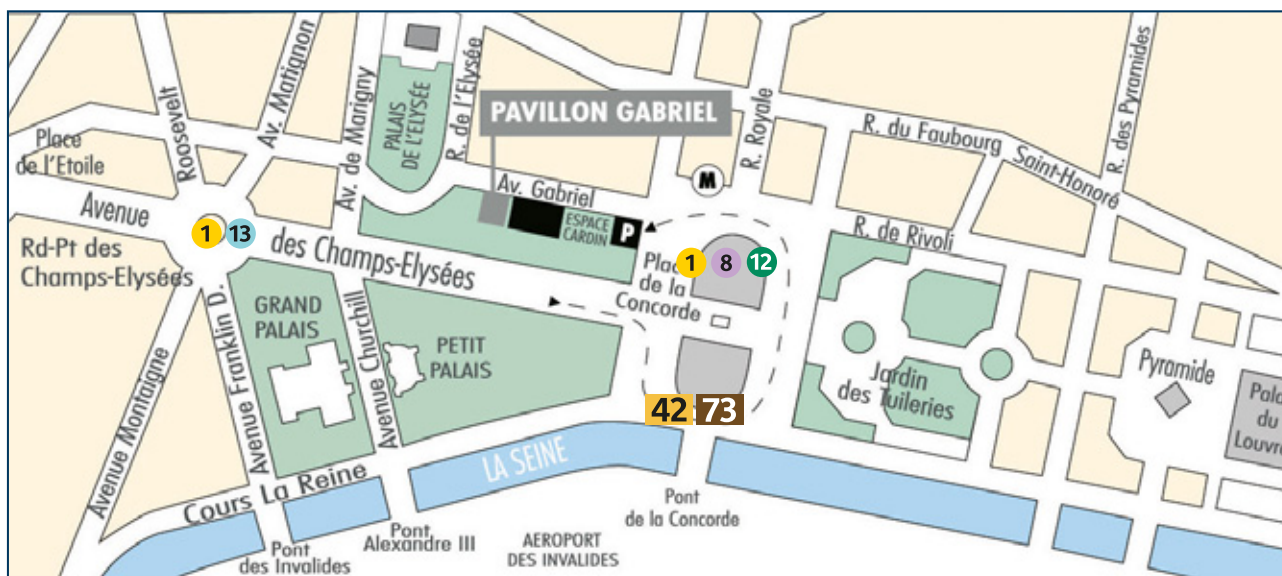 PAVILLON GABRIEL
Place
de l'Etoile
Roosevelt
Av. Matignon
Av. de Marigny
PALAIS
DE L'ELYSÉE
R. de l'Elysée
Av. Gabriel
ESPACE
CARDIN
P
M
R. Royale
R. du Faubourg
Saint-Honoré
R. des Pyramides
R. de Rivoli
Avenue
des Champs-Elysées
1 13
Rd-Pt des
Champs-Elysées
1 8 12
Place
de la
Concorde
GRAND
PALAIS
PETIT
PALAIS
Avenue Montaigne
Avenue Franklin D.
Avenue Churchill
42 73
Jardin
des Tuileries
Pyramide
Pala
du
Louvre
Cours La Reine
LA SEINE
Pont
des Invalides
Pont
Alexandre III
AEROPORT
DES INVALIDES
Pont
de la Concorde